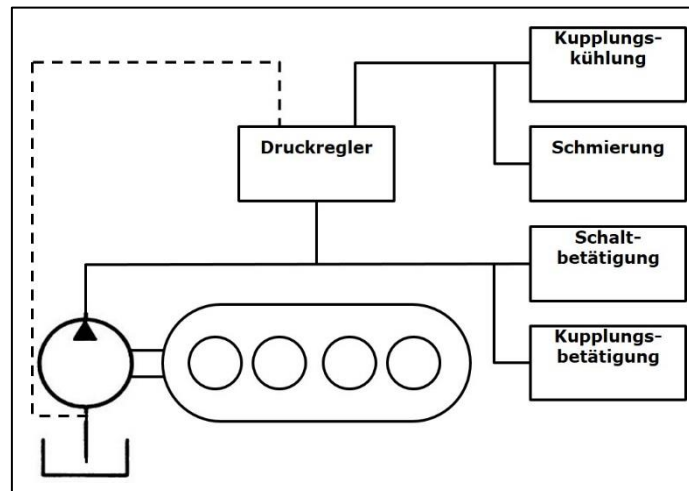 Kupplungs-
kühlung
Druckregler
Schmierung
Schalt-
betätigung
Kupplungs-
betätigung